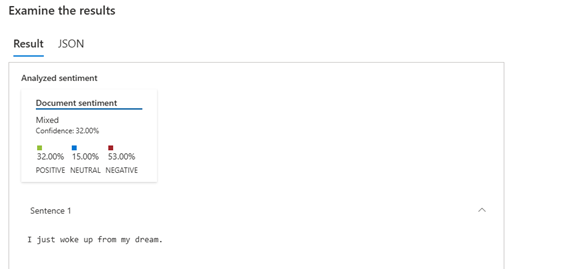 Examine the results
Result JSON
Analyzed sentiment
Document sentiment
Mixed
Confidence: 32.00%
32.00% 15.00% 53.00%
POSITIVE NEUTRAL NEGATIVE
Sentence 1
I just woke up from my dream.